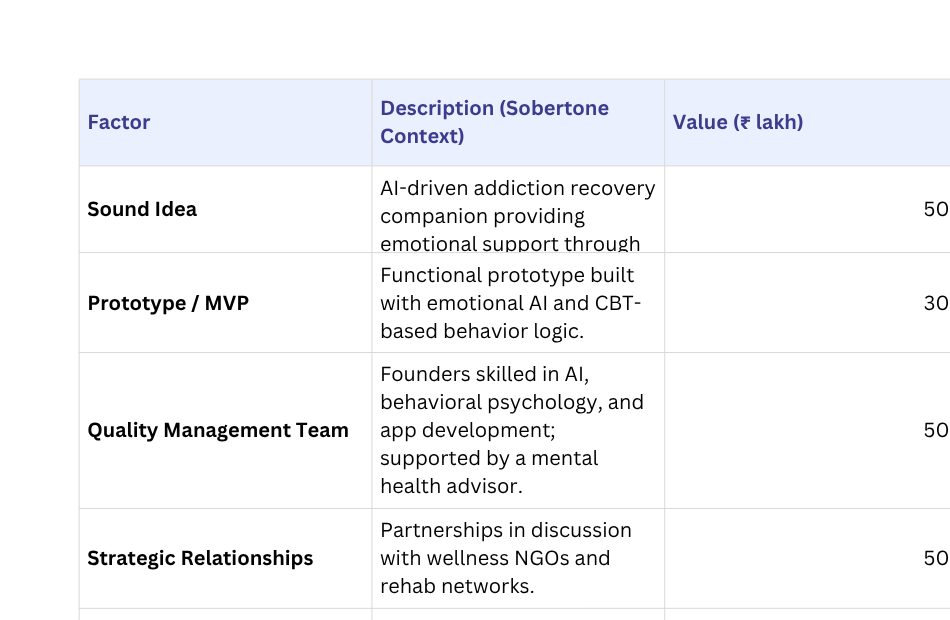 Factor
Description (Sobertone
Context)
Value (₹ lakh)
Sound Idea
AI-driven addiction recovery
companion providing
emotional support through
50
Prototype / MVP
Functional prototype built
with emotional AI and CBT-
based behavior logic.
30
Quality Management Team
Founders skilled in AI,
behavioral psychology, and
app development;
supported by a mental
health advisor.
50
Strategic Relationships
Partnerships in discussion
with wellness NGOs and
rehab networks.
50